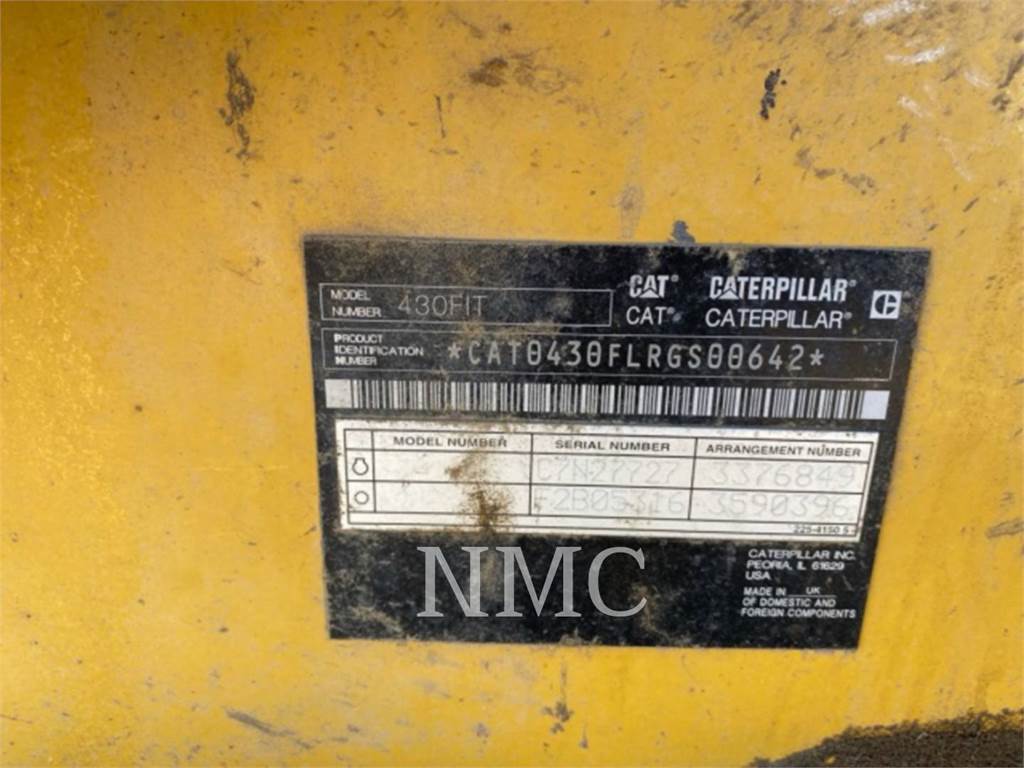 MODEL NUMBER 430FIT
CAT® CATERPILLAR®
CAT® CATERPILLAR®
PRODUCT IDENTIFICATION NUMBER *CAT0430FLRGS00642*
MODEL NUMBER SERIAL NUMBER ARRANGEMENT NUMBER
C7N27727 3376849
F2B05316 3590396
225-4150 5
CATERPILLAR INC.
PEORIA, IL 61629
USA
MADE IN UK
OF DOMESTIC AND
FOREIGN COMPONENTS
NMC